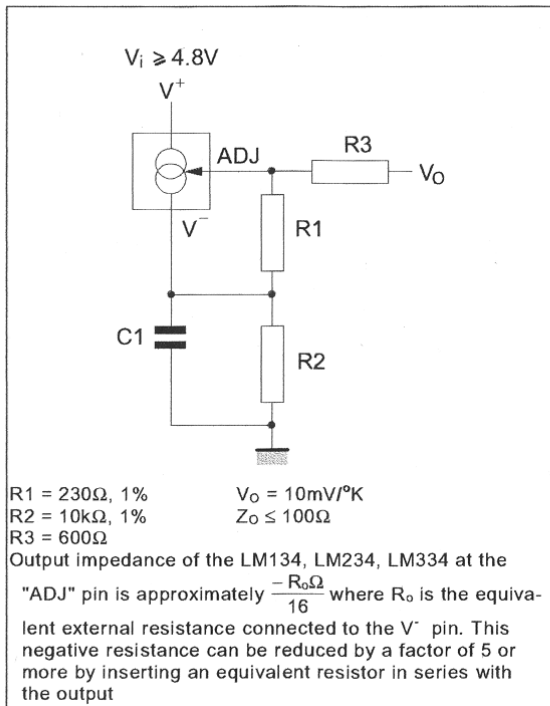 Vi ⩾ 4.8V
V+
ADJ
R3
VO
V−
R1
C1
R2
R1 = 230Ω, 1%
VO = 10mV/ºK
R2 = 10kΩ, 1%
ZO ≤ 100Ω
R3 = 600Ω
Output impedance of the LM134, LM234, LM334 at the
"ADJ" pin is approximately −RoΩ/16 where Ro is the equiva-
lent external resistance connected to the V- pin. This
negative resistance can be reduced by a factor of 5 or
more by inserting an equivalent resistor in series with
the output